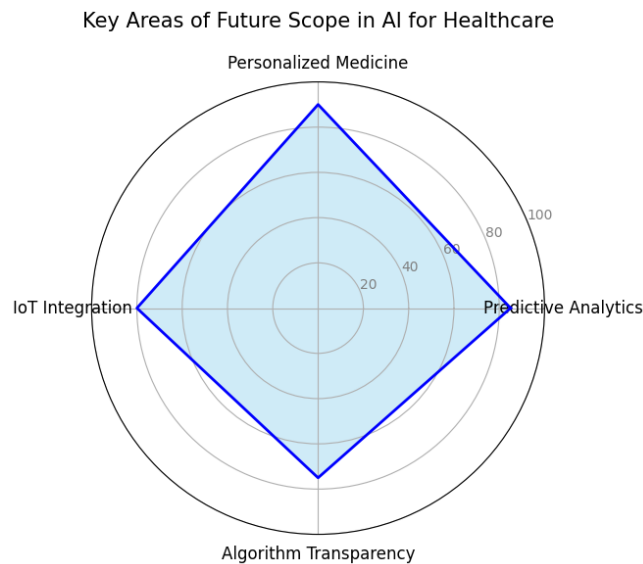 Key Areas of Future Scope in AI for Healthcare
Personalized Medicine
100
80
60
40
20
IoT Integration
Predictive Analytics
Algorithm Transparency